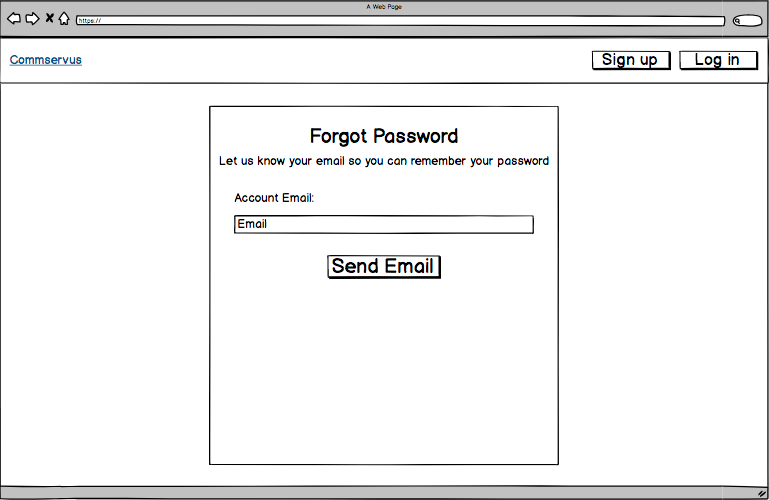 A Web Page
https://
Commservus
Sign up
Log in
Forgot Password
Let us know your email so you can remember your password
Account Email:
Email
Send Email